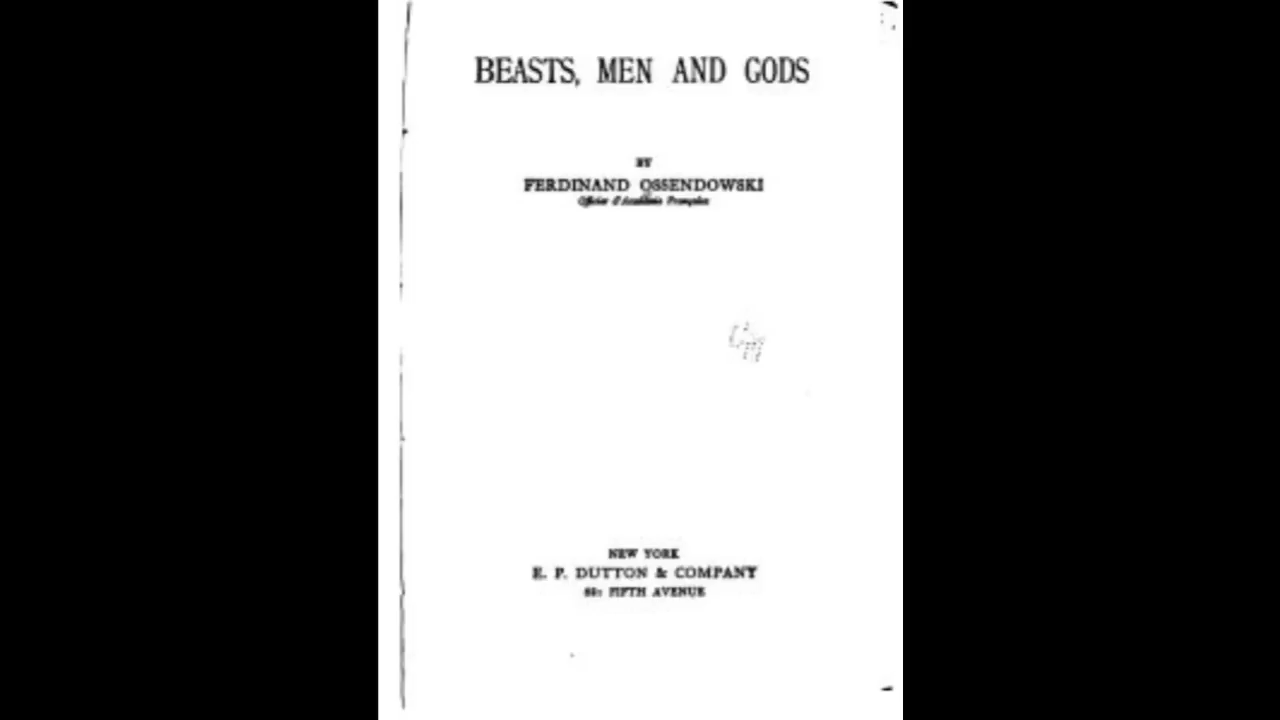 BEASTS, MEN AND GODS
BY
FERDINAND OSSENDOWSKI
NEW YORK
E. P. DUTTON & COMPANY
FIFTH AVENUE